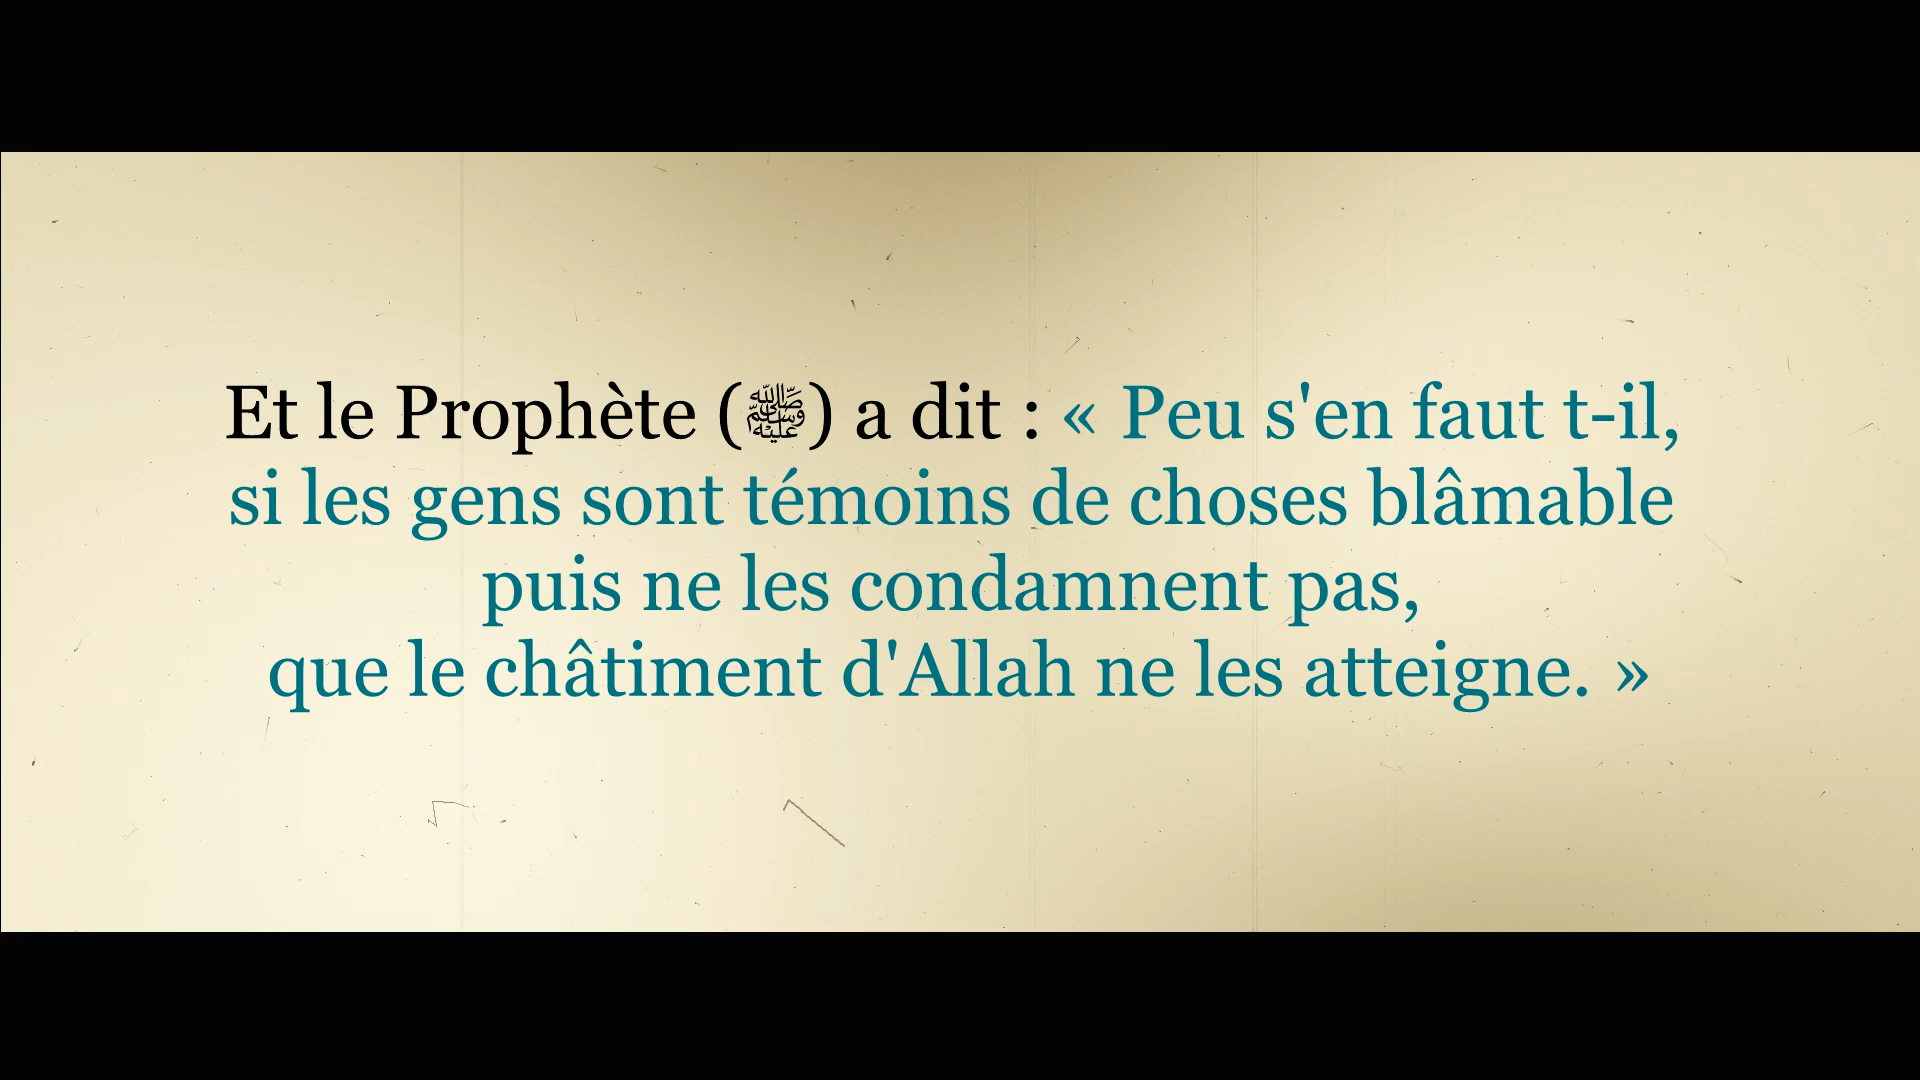 Et le Prophète (ﷺ) a dit : « Peu s'en faut t-il,
si les gens sont témoins de choses blâmable
puis ne les condamnent pas,
que le châtiment d'Allah ne les atteigne. »